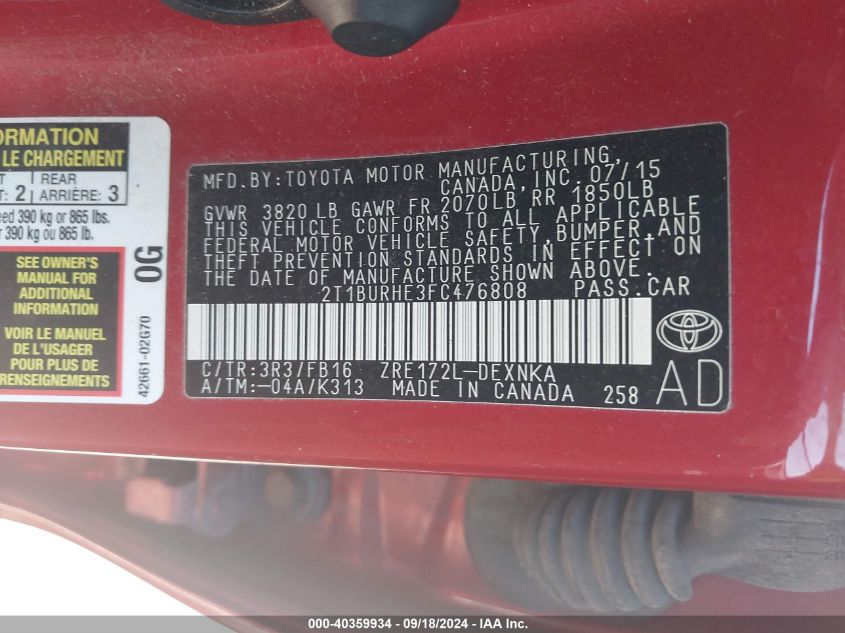 ORMATION
LE CHARGEMENT
T REAR
T: 2 ARRIÈRE: 3
eed 390 kg or 865 lbs.
r 390 kg ou 865 lb.
SEE OWNER'S
MANUAL FOR
ADDITIONAL
INFORMATION
VOIR LE MANUEL
DE L'USAGER
POUR PLUS DE
RENSEIGNEMENTS
0G
42661-02G70
MFD.BY:TOYOTA MOTOR MANUFACTURING,
CANADA, INC. 07/15
GVWR 3820 LB GAWR FR 2070LB RR 1850LB
THIS VEHICLE CONFORMS TO ALL APPLICABLE
FEDERAL MOTOR VEHICLE SAFETY, BUMPER, AND
THEFT PREVENTION STANDARDS IN EFFECT ON
THE DATE OF MANUFACTURE SHOWN ABOVE.
2T1BURHE3FC476808 PASS.CAR
C/TR:3R3/FB16 ZRE172L-DEXNKA
A/TM:-04A/K313 MADE IN CANADA 258
AD
000-40359934 - 09/18/2024 - IAA Inc.